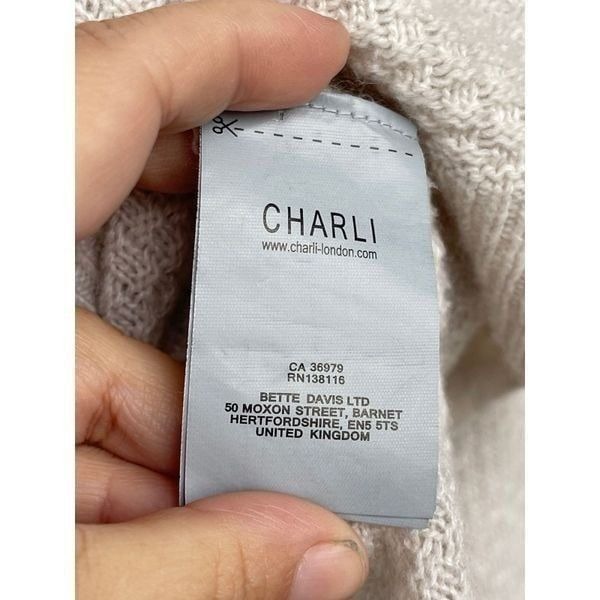 CHARLI
www.charli-london.com
CA 36979
RN138116
BETTE DAVIS LTD
50 MOXON STREET, BARNET
HERTFORDSHIRE, EN5 5TS
UNITED KINGDOM